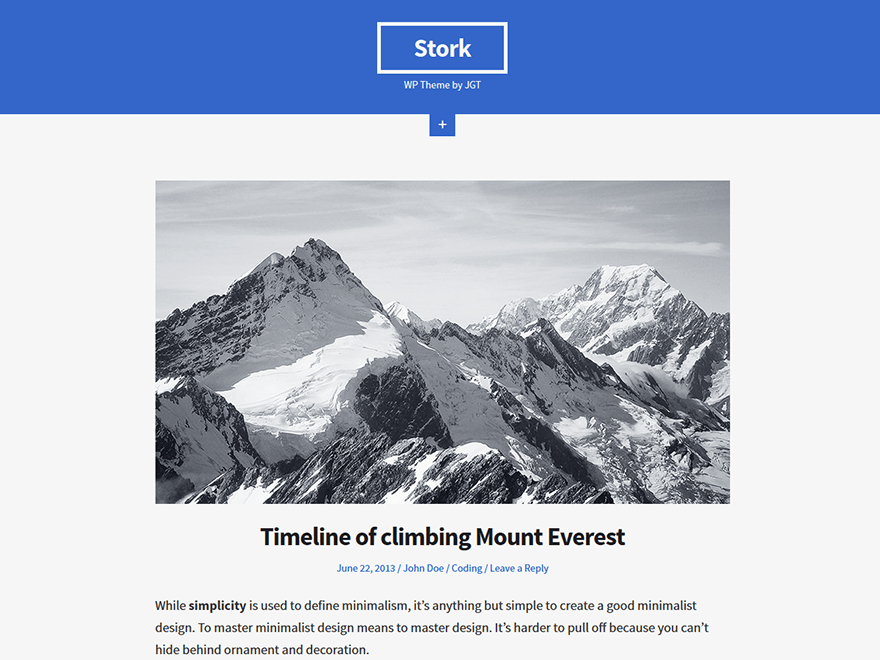 Stork
WP Theme by JGT
+
Timeline of climbing Mount Everest
June 22, 2013 / John Doe / Coding / Leave a Reply
While simplicity is used to define minimalism, it’s anything but simple to create a good minimalist
design. To master minimalist design means to master design. It’s harder to pull off because you can’t
hide behind ornament and decoration.